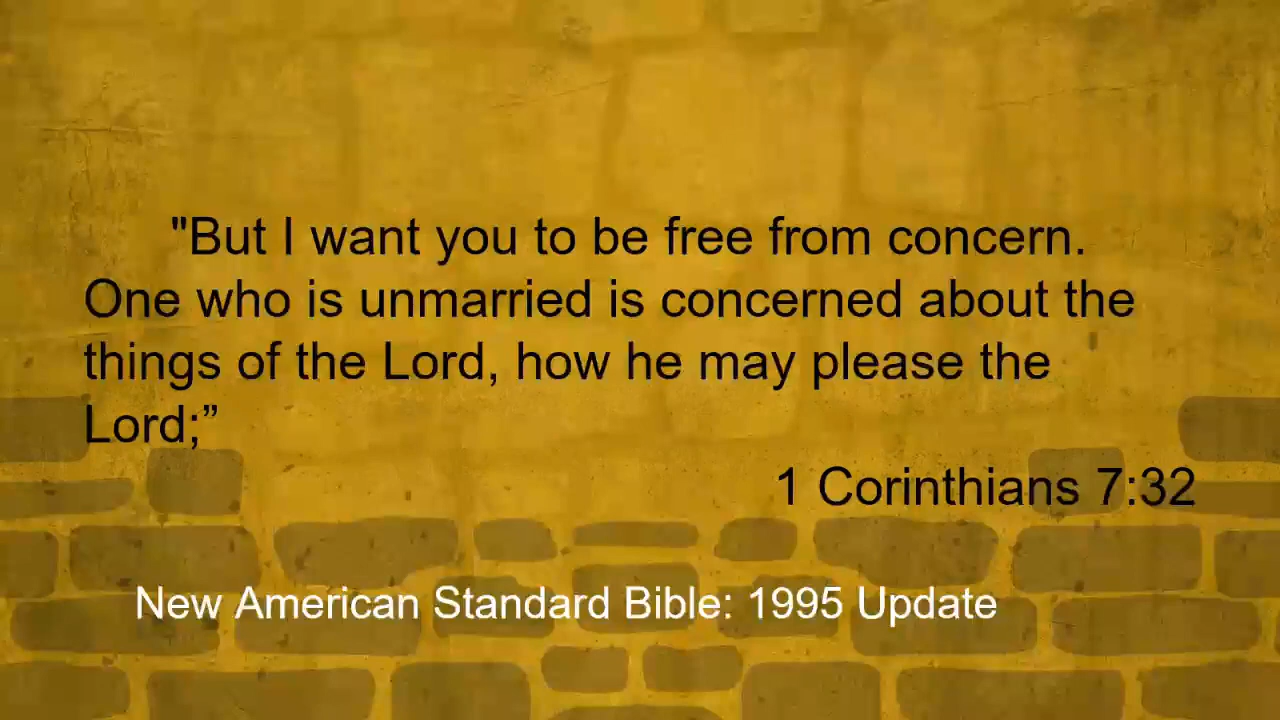 "But I want you to be free from concern.
One who is unmarried is concerned about the
things of the Lord, how he may please the
Lord;”
1 Corinthians 7:32
New American Standard Bible: 1995 Update